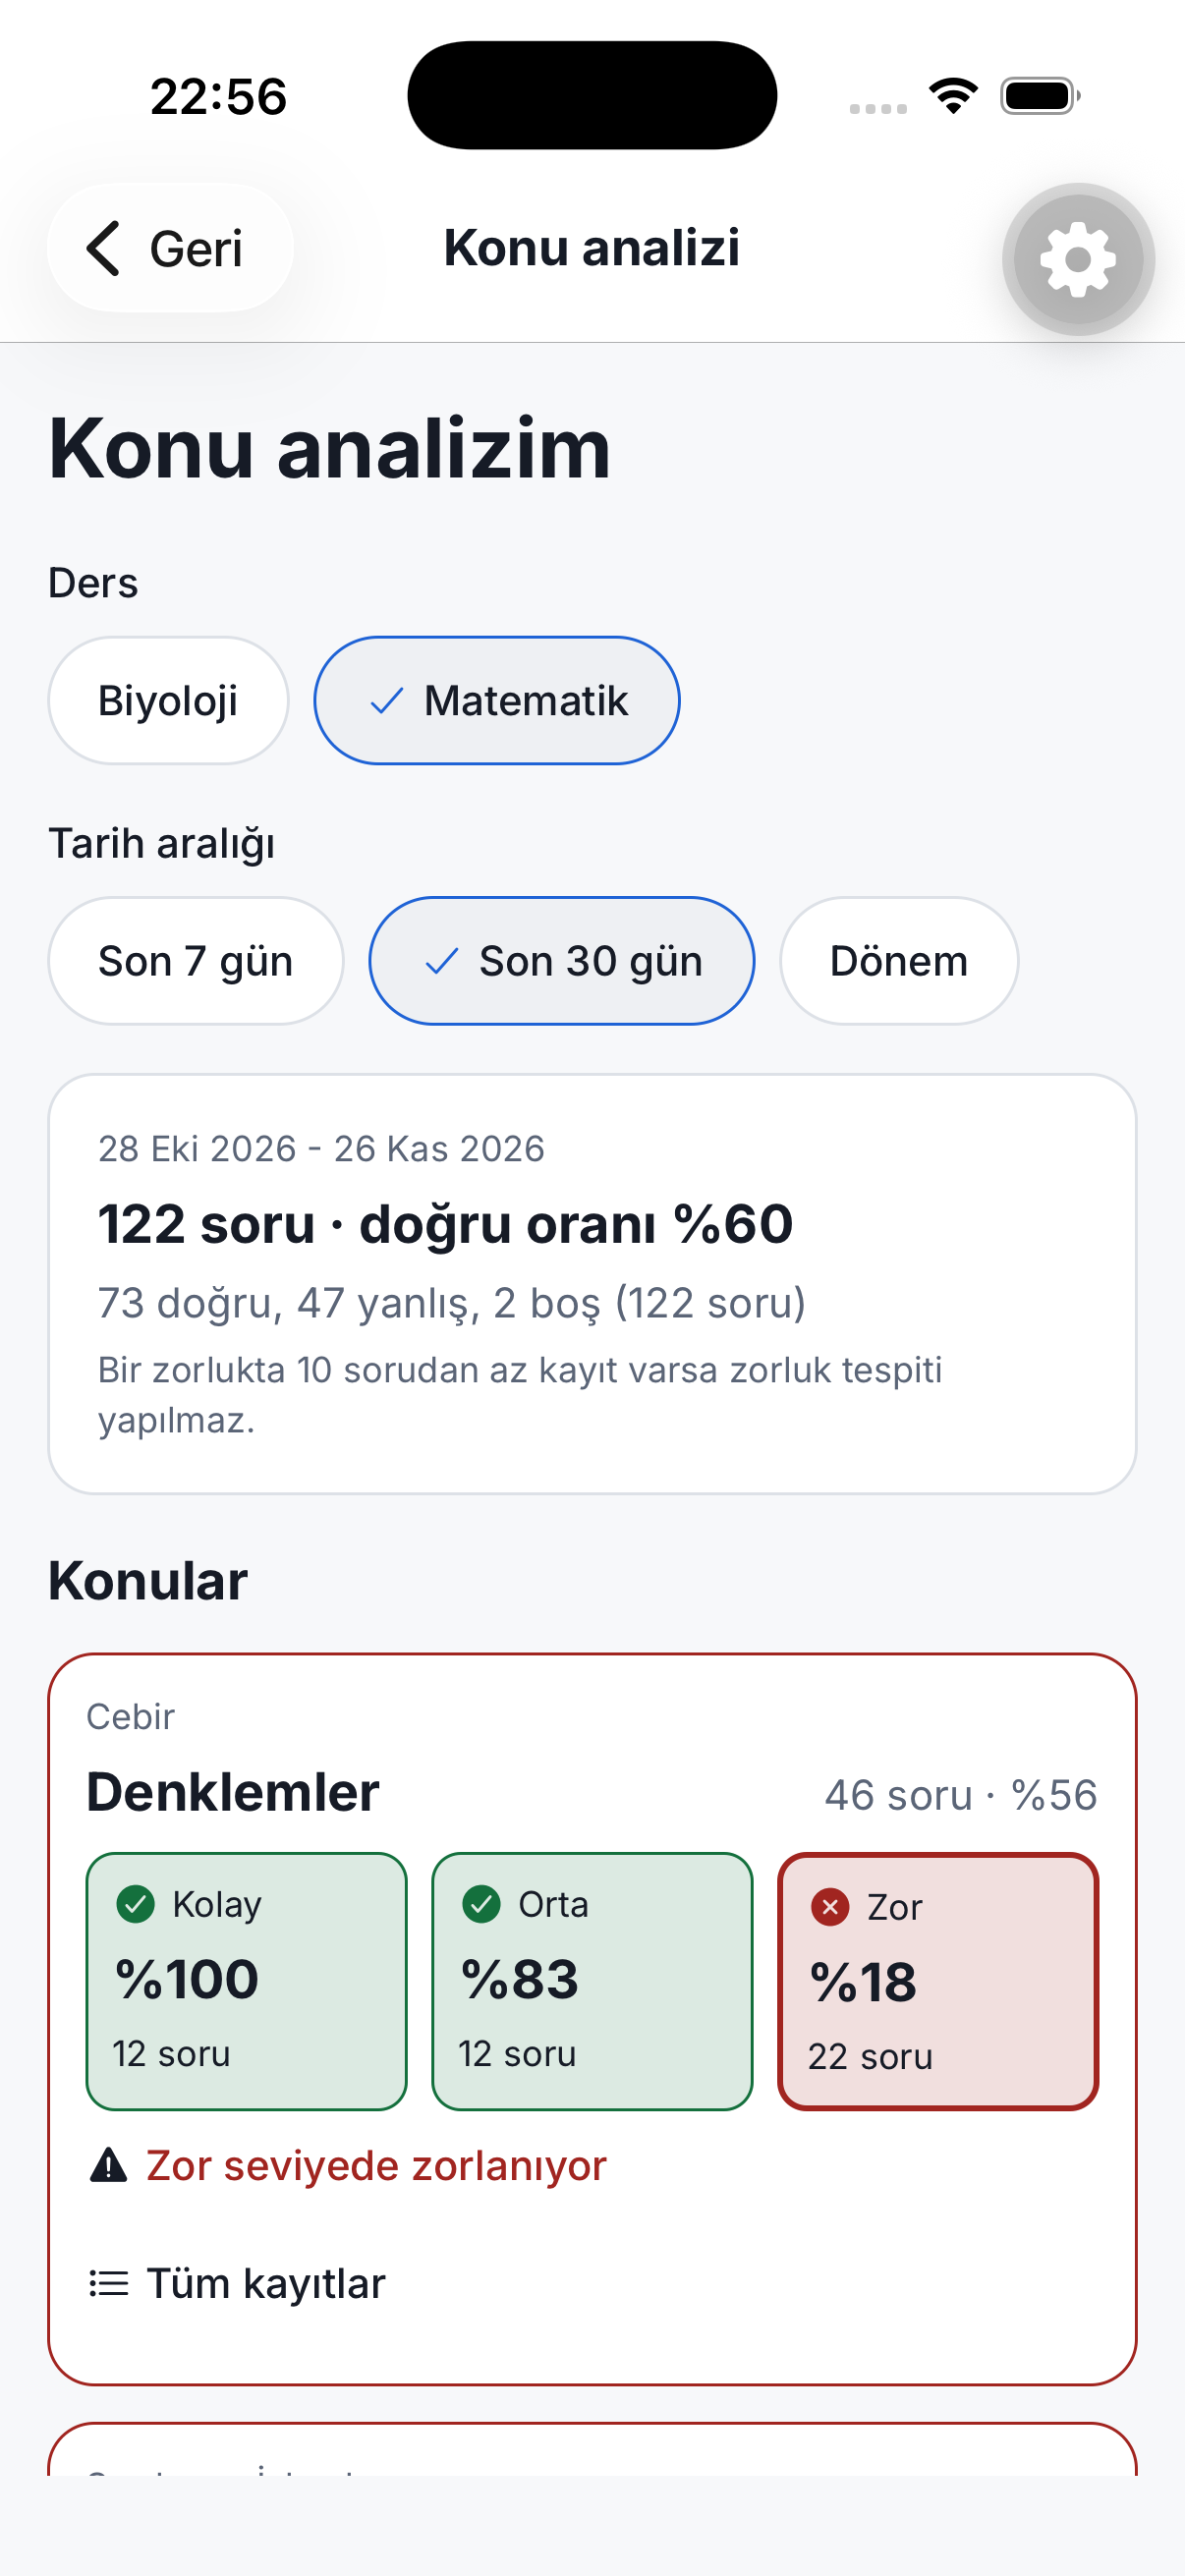 22:56
Geri
Konu analizi
Konu analizim
Ders
Biyoloji
Matematik
Tarih aralığı
Son 7 gün
Son 30 gün
Dönem
28 Eki 2026 - 26 Kas 2026
122 soru · doğru oranı %60
73 doğru, 47 yanlış, 2 boş (122 soru)
Bir zorlukta 10 sorudan az kayıt varsa zorluk tespiti
yapılmaz.
Konular
Cebir
Denklemler
46 soru · %56
Kolay
%100
12 soru
Orta
%83
12 soru
Zor
%18
22 soru
Zor seviyede zorlanıyor
Tüm kayıtlar